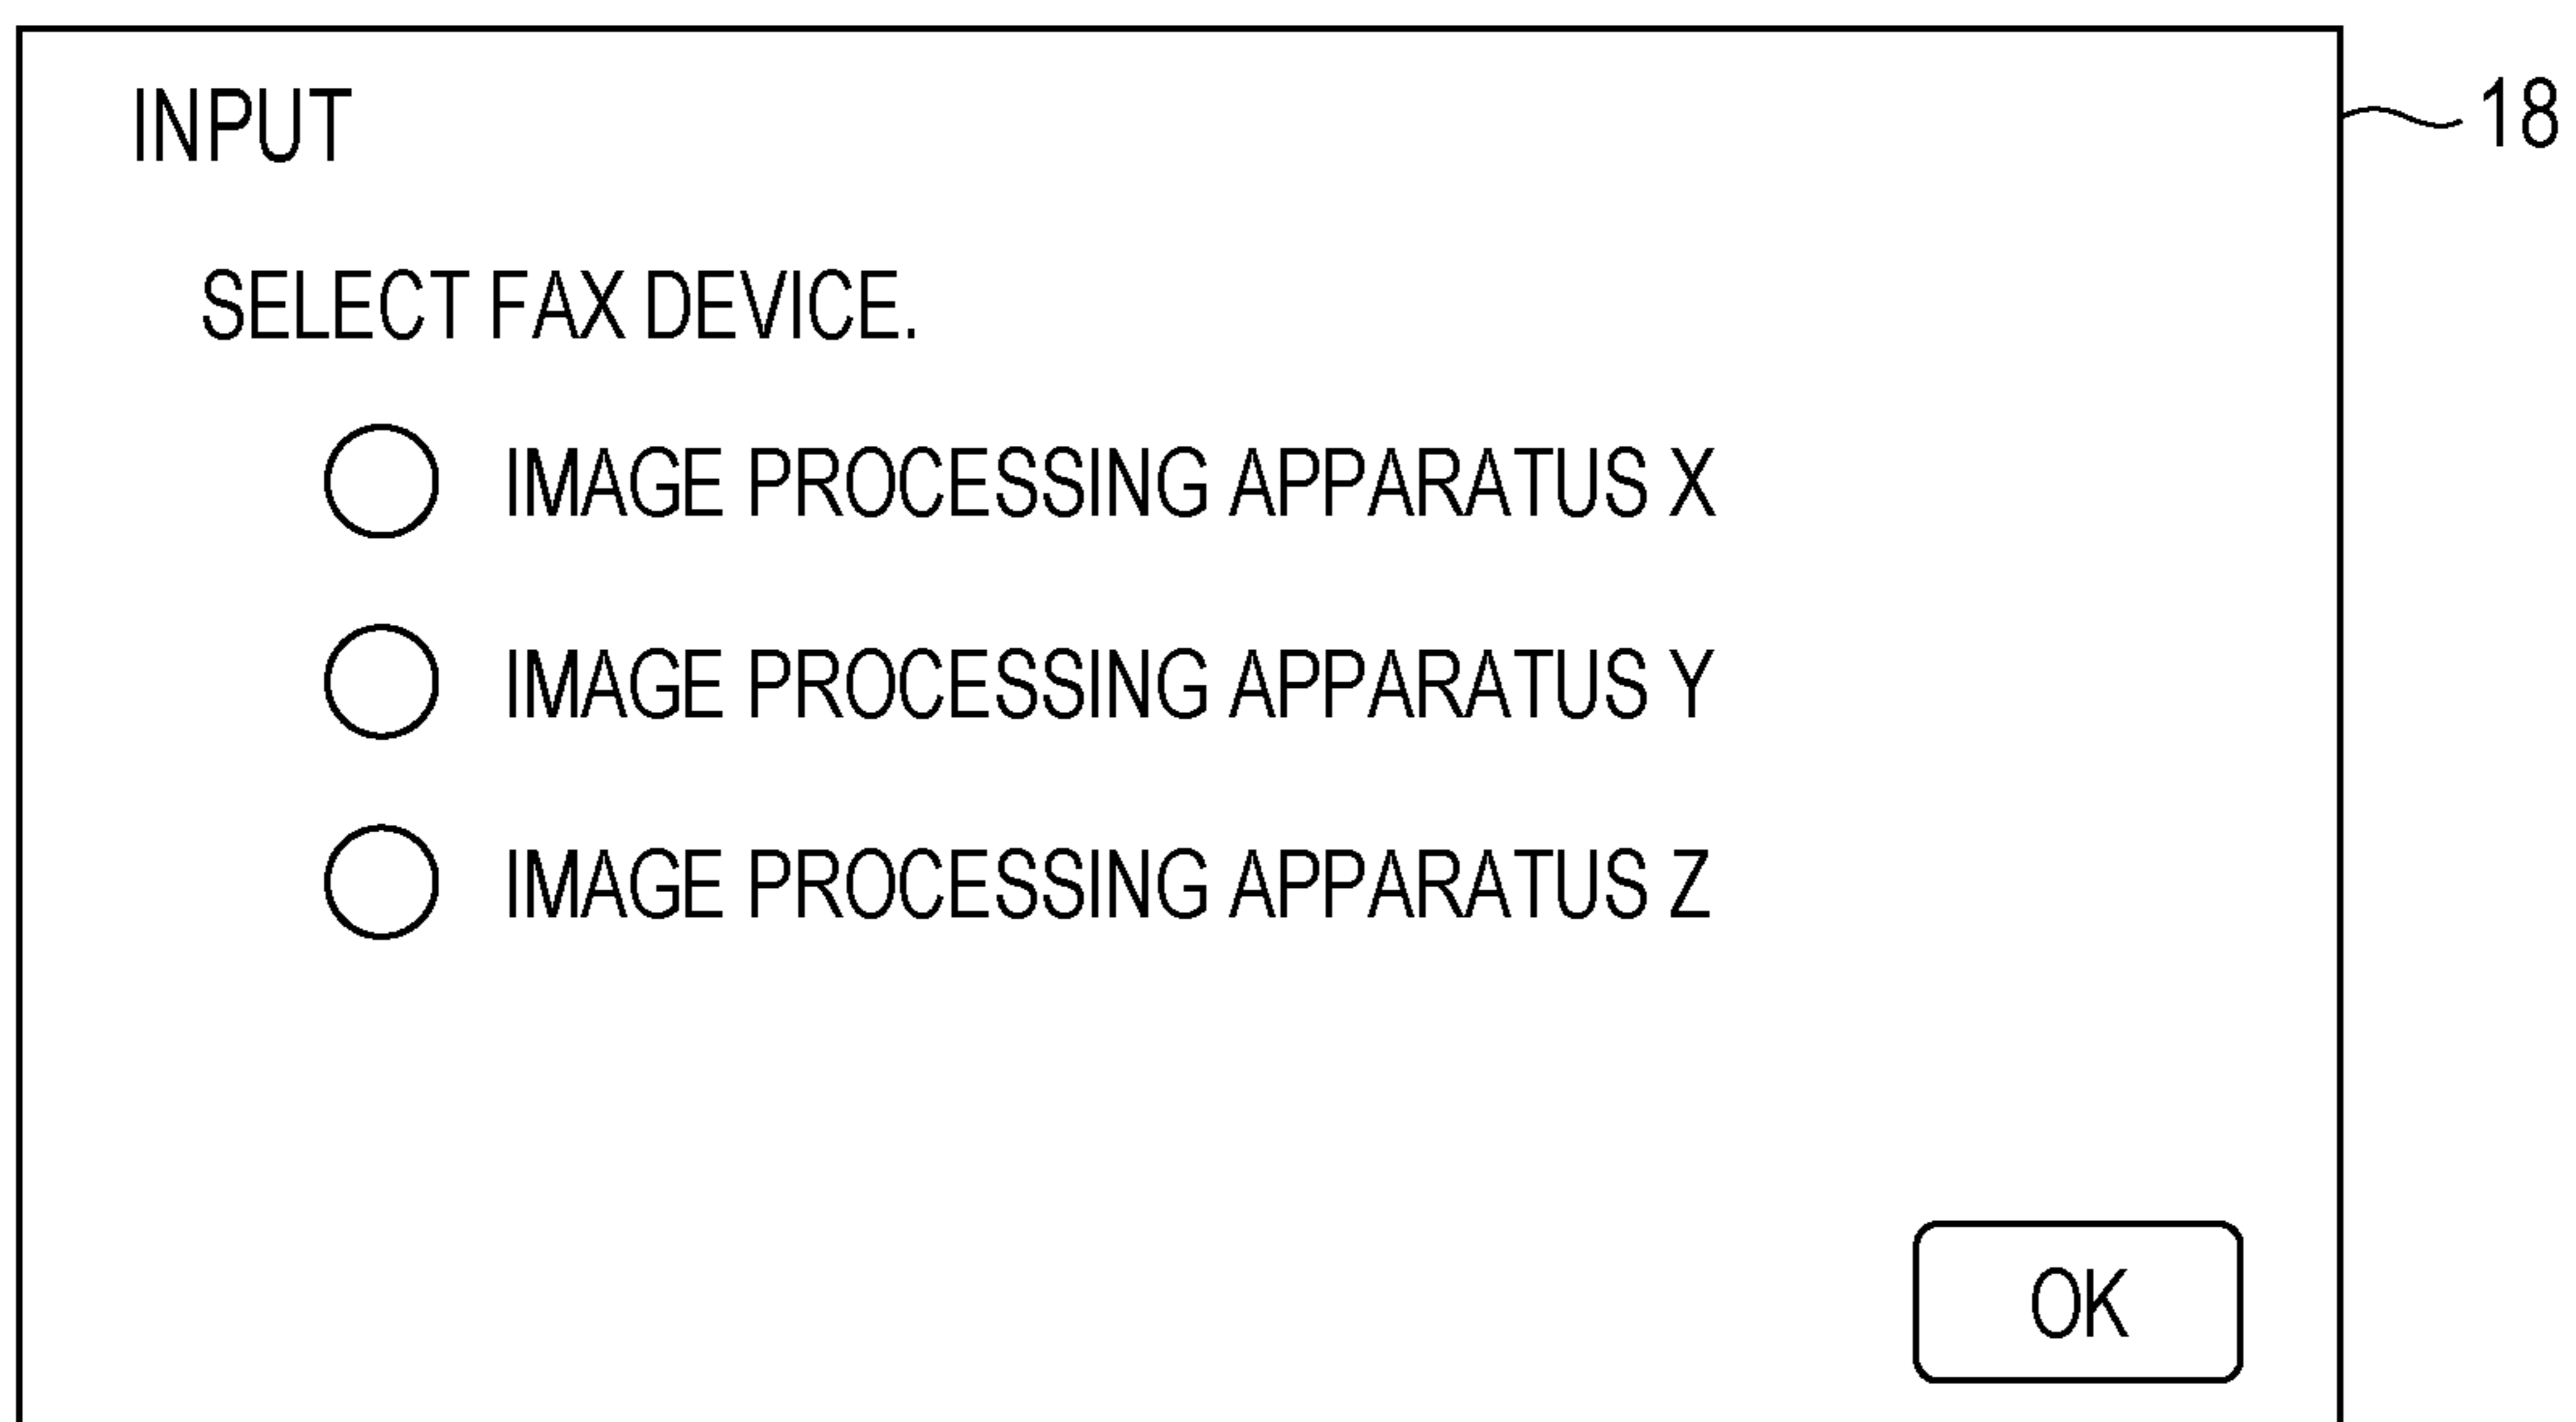 INPUT
18
SELECT FAX DEVICE.
IMAGE PROCESSING APPARATUS X
IMAGE PROCESSING APPARATUS Y
IMAGE PROCESSING APPARATUS Z
OK